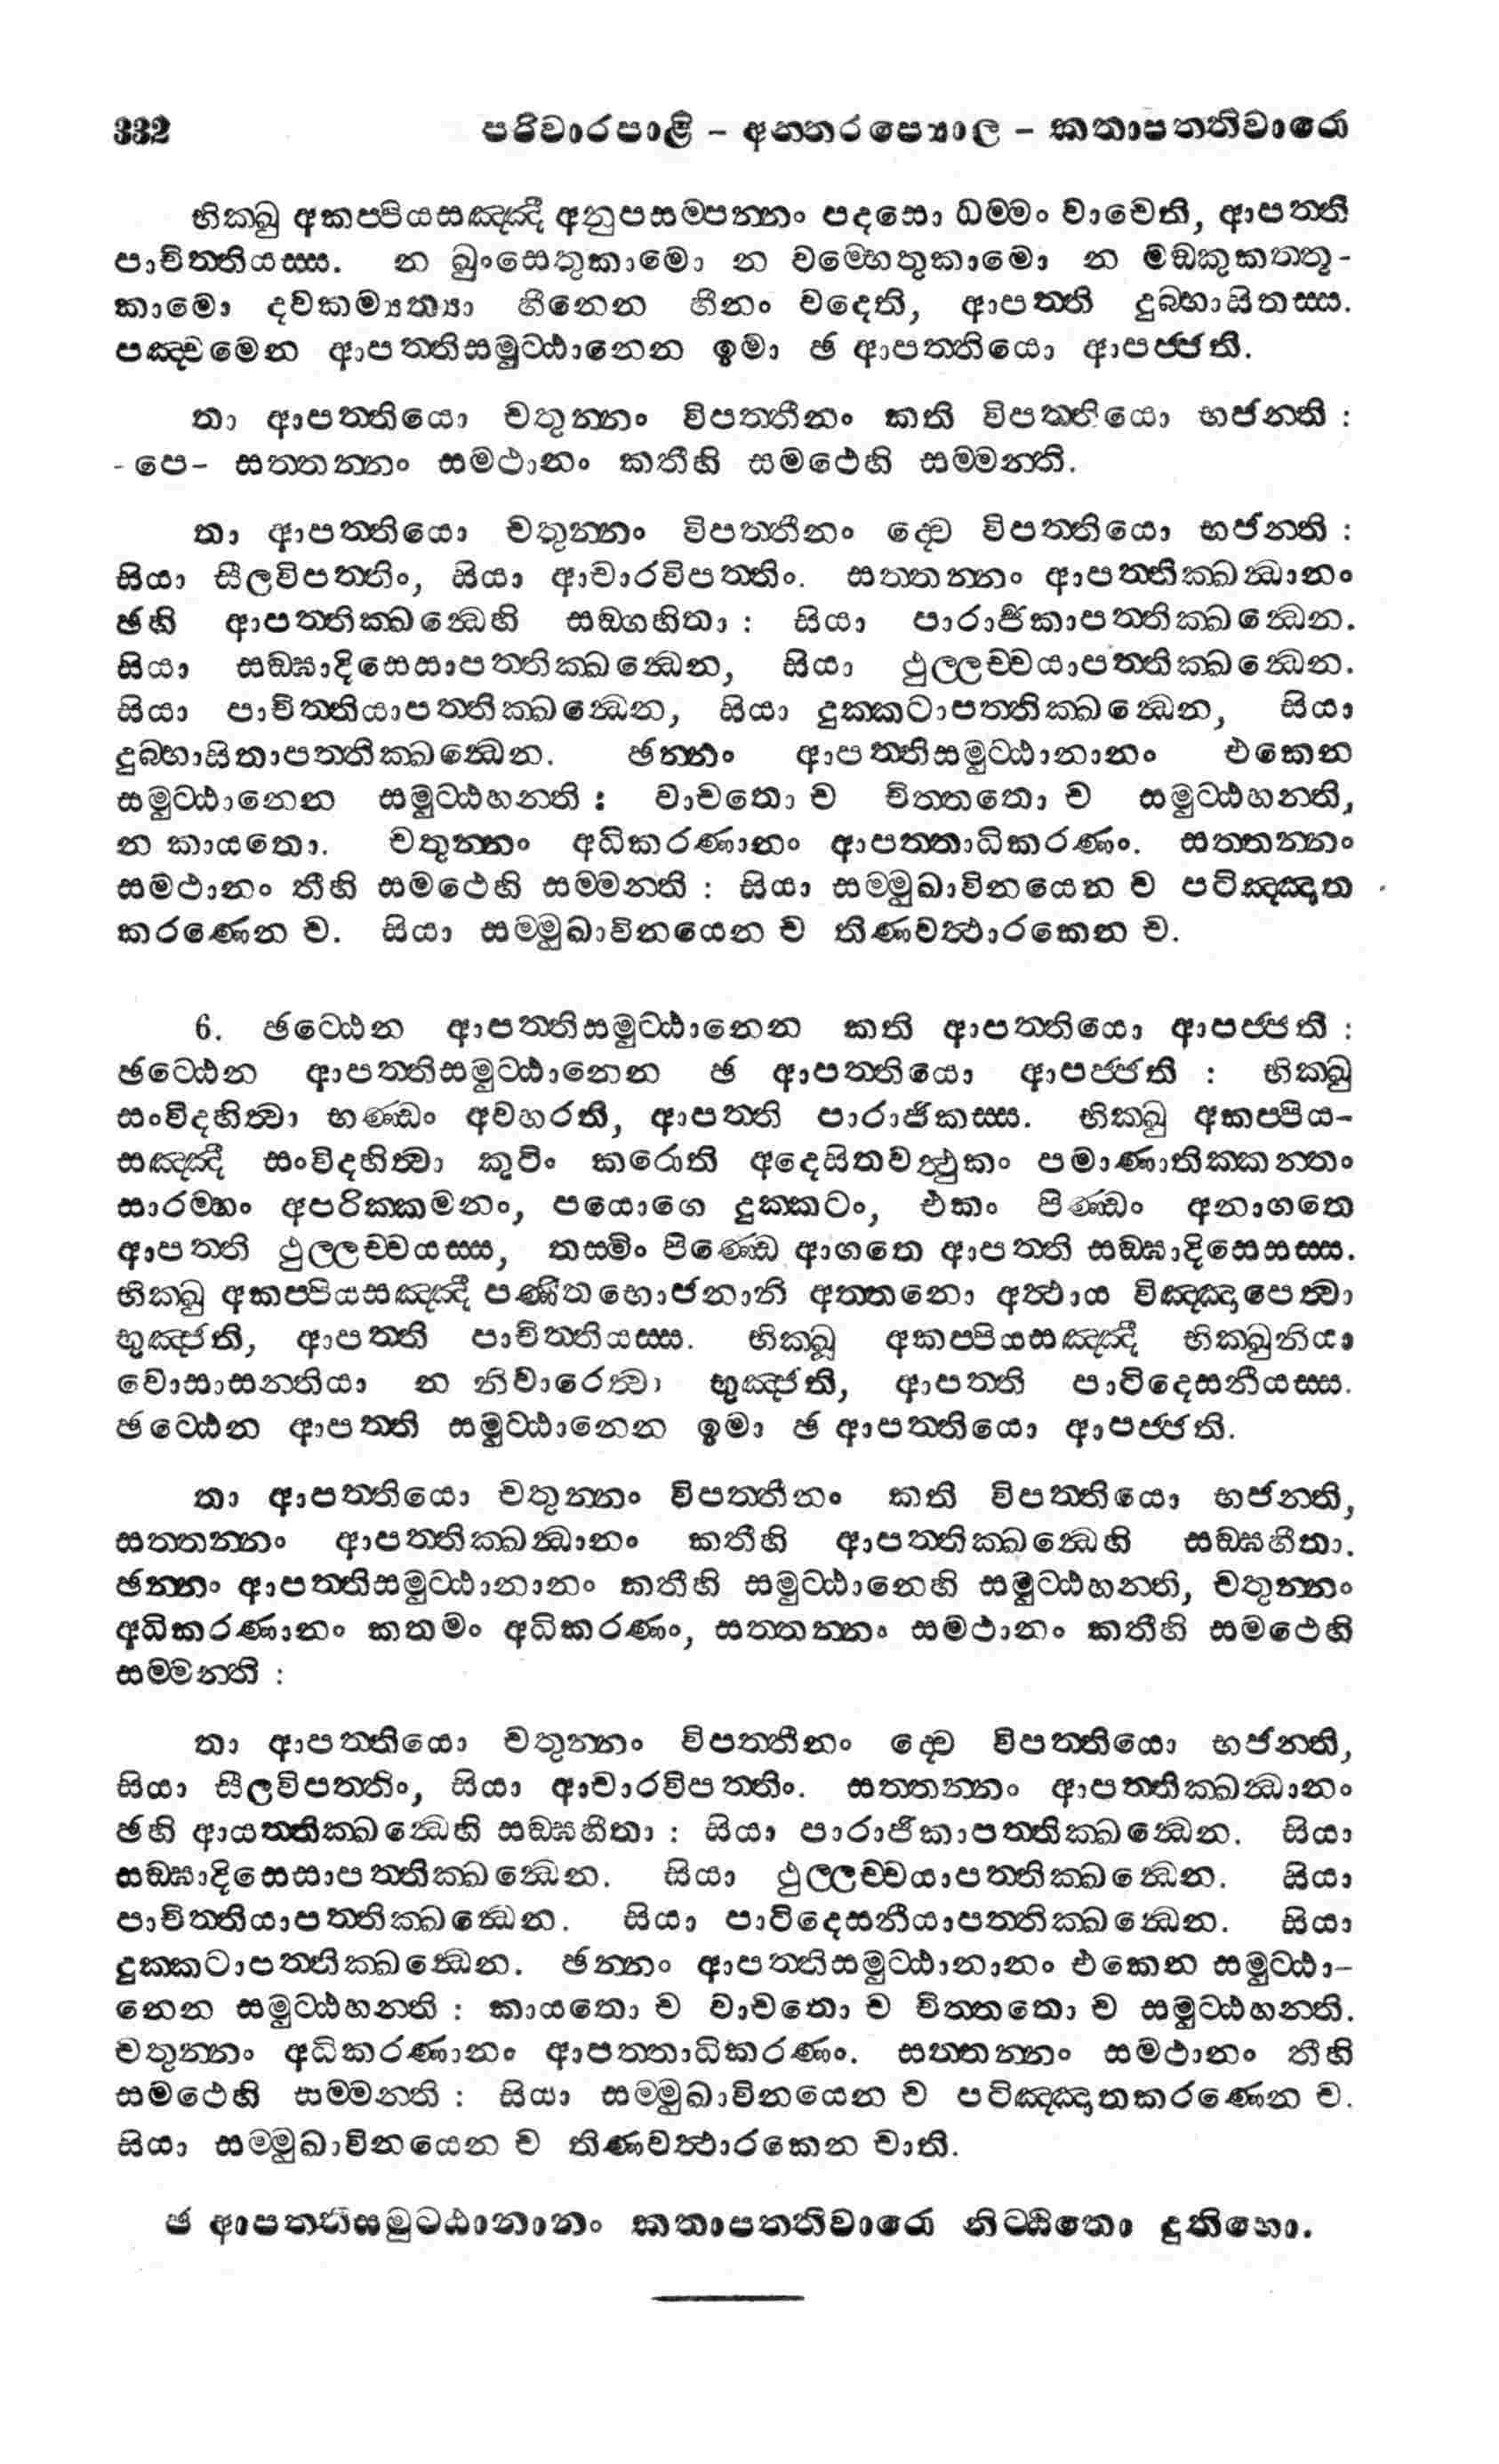 332 පරිවාරපාළි – අනන්තරපෙය්‍යාල – කතාපත්තිවාරො
භික්ඛු අකප්පියසඤ්ඤී අනුපසම්පන්නං පදසො ධම්මං වාචෙති, ආපත්ති
පාචිත්තියස්ස. න ඛුංසෙතුකාමො න වම්භෙතුකාමො න මඞ්කුකත්තු-
කාමො දවකම්‍යතායා හීනෙන හීනං වදෙති, ආපත්ති දුබ්භාසිතස්ස.
පඤ්චමෙන ආපත්තිසමුට්ඨානෙන ඉමා ඡ ආපත්තියො ආපජ්ජති.
තා ආපත්තියො චතුන්නං විපත්තීනං කති විපත්තියො භජන්ති :
-පෙ- සත්තන්නං සමථානං කතීහි සමථෙහි සම්මන්ති.
තා ආපත්තියො චතුන්නං විපත්තීනං ද්වෙ විපත්තියො භජන්ති :
සියා සීලවිපත්තිං, සියා ආචාරවිපත්තිං. සත්තන්නං ආපත්තික්ඛන්ධානං
ඡහි ආපත්තික්ඛන්ධෙහි සඞ්ගහිතා : සියා පාරාජිකාපත්තික්ඛන්ධෙන.
සියා සඞ්ඝාදිසෙසාපත්තික්ඛන්ධෙන, සියා ථුල්ලච්චයාපත්තික්ඛන්ධෙන.
සියා පාචිත්තියාපත්තික්ඛන්ධෙන, සියා දුක්කටාපත්තික්ඛන්ධෙන, සියා
දුබ්භාසිතාපත්තික්ඛන්ධෙන. ඡන්නං ආපත්තිසමුට්ඨානානං එකෙන
සමුට්ඨානෙන සමුට්ඨහන්ති : වාචතො ච චිත්තතො ච සමුට්ඨහන්ති,
න කායතො. චතුන්නං අධිකරණානං ආපත්තාධිකරණං. සත්තන්නං
සමථානං තීහි සමථෙහි සම්මන්ති : සියා සම්මුඛාවිනයෙන ච පටිඤ්ඤාත
කරණෙන ච. සියා සම්මුඛාවිනයෙන ච තිණවත්ථාරකෙන ච.
6. ඡට්ඨෙන ආපත්තිසමුට්ඨානෙන කති ආපත්තියො ආපජ්ජති :
ඡට්ඨෙන ආපත්තිසමුට්ඨානෙන ඡ ආපත්තියො ආපජ්ජති : භික්ඛු
සංවිදහිත්වා භණ්ඩං අවහරති, ආපත්ති පාරාජිකස්ස. භික්ඛු අකප්පිය-
සඤ්ඤී සංවිදහිත්වා කුටිං කරොති අදෙසිතවත්ථුකං පමාණාතික්කන්තං
සාරම්භං අපරික්කමනං, පයොගෙ දුක්කටං, එකං පිණ්ඩං අනාගතෙ
ආපත්ති ථුල්ලච්චයස්ස, තස්මිං පිණ්ඩෙ ආගතෙ ආපත්ති සඞ්ඝාදිසෙසස්ස.
භික්ඛු අකප්පියසඤ්ඤී පණීතභොජනානි අත්තනො අත්ථාය විඤ්ඤාපෙත්වා
භුඤ්ජති, ආපත්ති පාචිත්තියස්ස. භික්ඛූ අකප්පියසඤ්ඤී භික්ඛුනියා
වොසාසන්තියා න නිවාරෙත්වා භුඤ්ජති, ආපත්ති පාටිදෙසනීයස්ස.
ඡට්ඨෙන ආපත්ති සමුට්ඨානෙන ඉමා ඡ ආපත්තියො ආපජ්ජති.
තා ආපත්තියො චතුන්නං විපත්තීනං කති විපත්තියො භජන්ති,
සත්තන්නං ආපත්තික්ඛන්ධානං කතීහි ආපත්තික්ඛන්ධෙහි සඞ්ඝහීතා.
ඡන්නං ආපත්තිසමුට්ඨානානං කතීහි සමුට්ඨානෙහි සමුට්ඨහන්ති, චතුන්නං
අධිකරණානං කතමං අධිකරණං, සත්තන්නං සමථානං කතීහි සමථෙහි
සම්මන්ති :
තා ආපත්තියො චතුන්නං විපත්තීනං ද්වෙ විපත්තියො භජන්ති,
සියා සීලවිපත්තිං, සියා ආචාරවිපත්තිං. සත්තන්නං ආපත්තික්ඛන්ධානං
ඡහි ආයත්තික්ඛන්ධෙහි සඞ්ඝහීතා : සියා පාරාජිකාපත්තික්ඛන්ධෙන. සියා
සඞ්ඝාදිසෙසාපත්තික්ඛන්ධෙන. සියා ථුල්ලච්චයාපත්තික්ඛන්ධෙන. සියා
පාචිත්තියාපත්තික්ඛන්ධෙන. සියා පාටිදෙසනීයාපත්තික්ඛන්ධෙන. සියා
දුක්කටාපත්තික්ඛන්ධෙන. ඡන්නං ආපත්තිසමුට්ඨානානං එකෙන සමුට්ඨා-
නෙන සමුට්ඨහන්ති : කායතො ච වාචතො ච චිත්තතො ච සමුට්ඨහන්ති.
චතුන්නං අධිකරණානං ආපත්තාධිකරණං. සත්තන්නං සමථානං තීහි
සමථෙහි සම්මන්ති : සියා සම්මුඛාවිනයෙන ච පටිඤ්ඤාතකරණෙන ච.
සියා සම්මුඛාවිනයෙන ච තිණවත්ථාරකෙන චාති.
ඡ ආපත්තිසමුට්ඨානානං කතාපත්තිවාරො නිට්ඨිතො දුතියො.